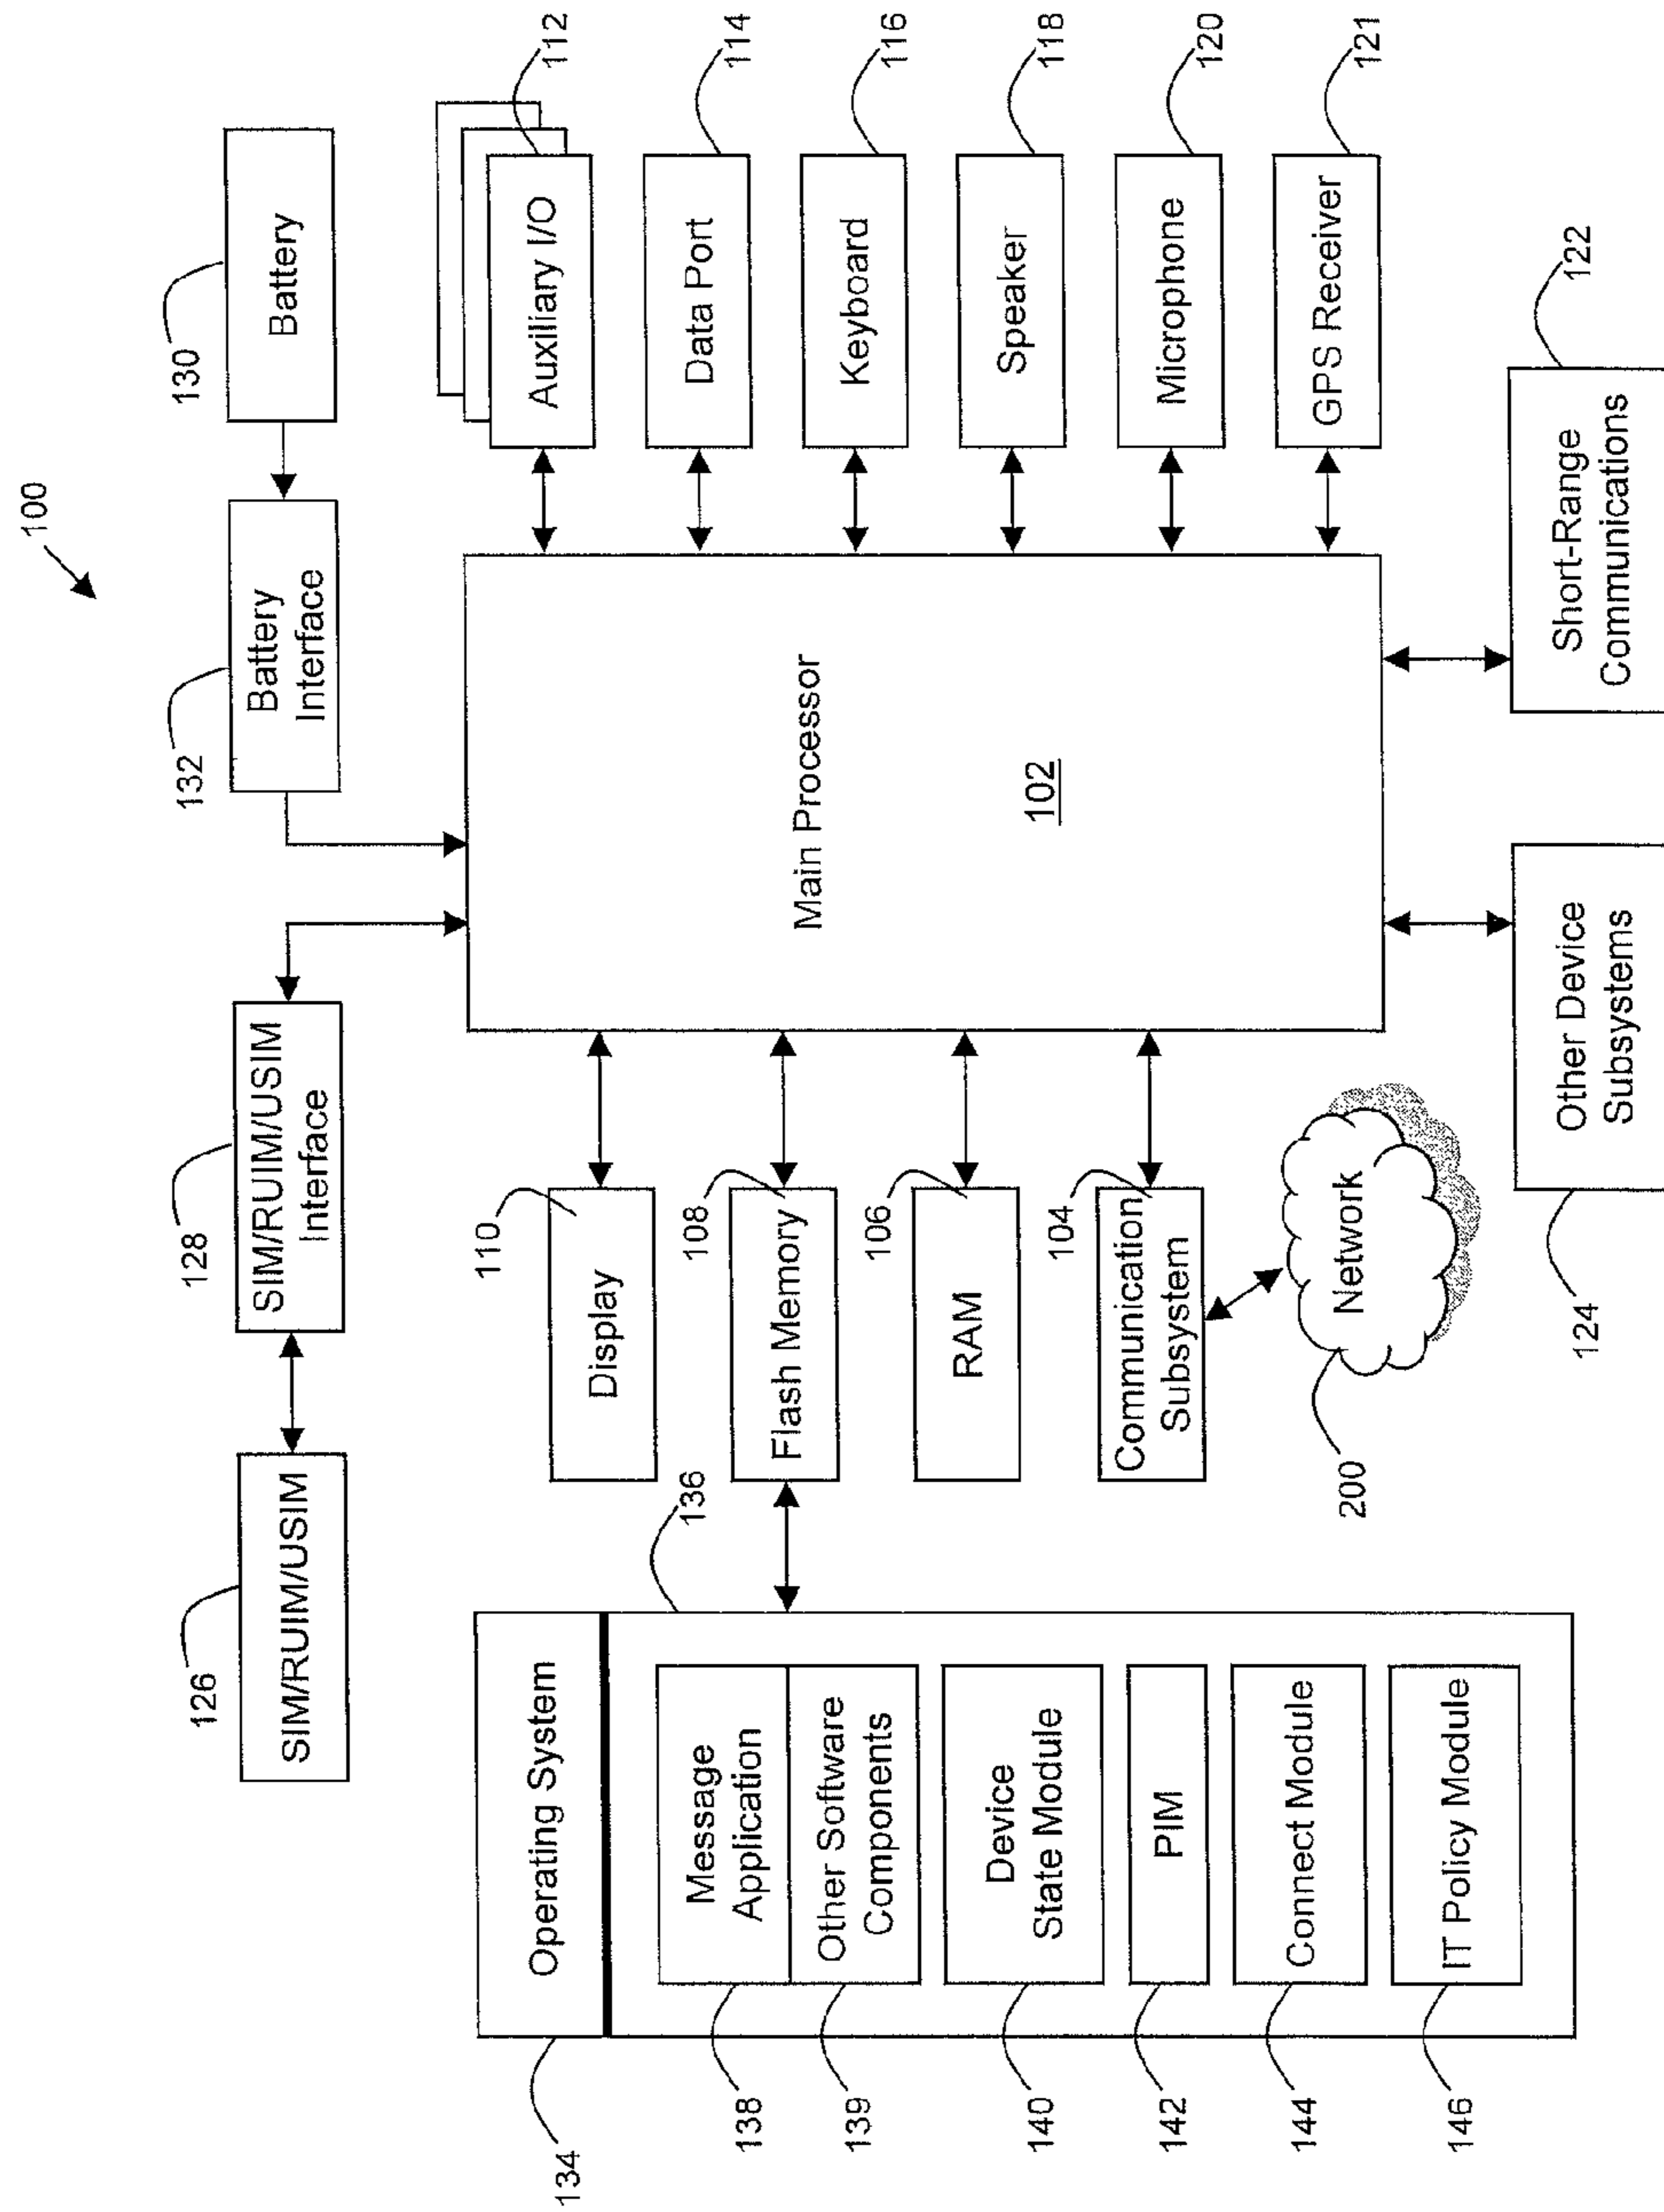 100
126
SIM/RUIM/USIM
128
SIM/RUIM/USIM
Interface
132
Battery
Interface
130
Battery
134
Operating System
136
138
Message
Application
139
Other Software
Components
140
Device
State Module
142
PIM
144
Connect Module
146
IT Policy Module
110
Display
108
Flash Memory
106
RAM
104
Communication
Subsystem
200
Network
Main Processor
102
Auxiliary I/O
112
Data Port
114
Keyboard
116
Speaker
118
Microphone
120
GPS Receiver
121
124
Other Device
Subsystems
Short-Range
Communications
122